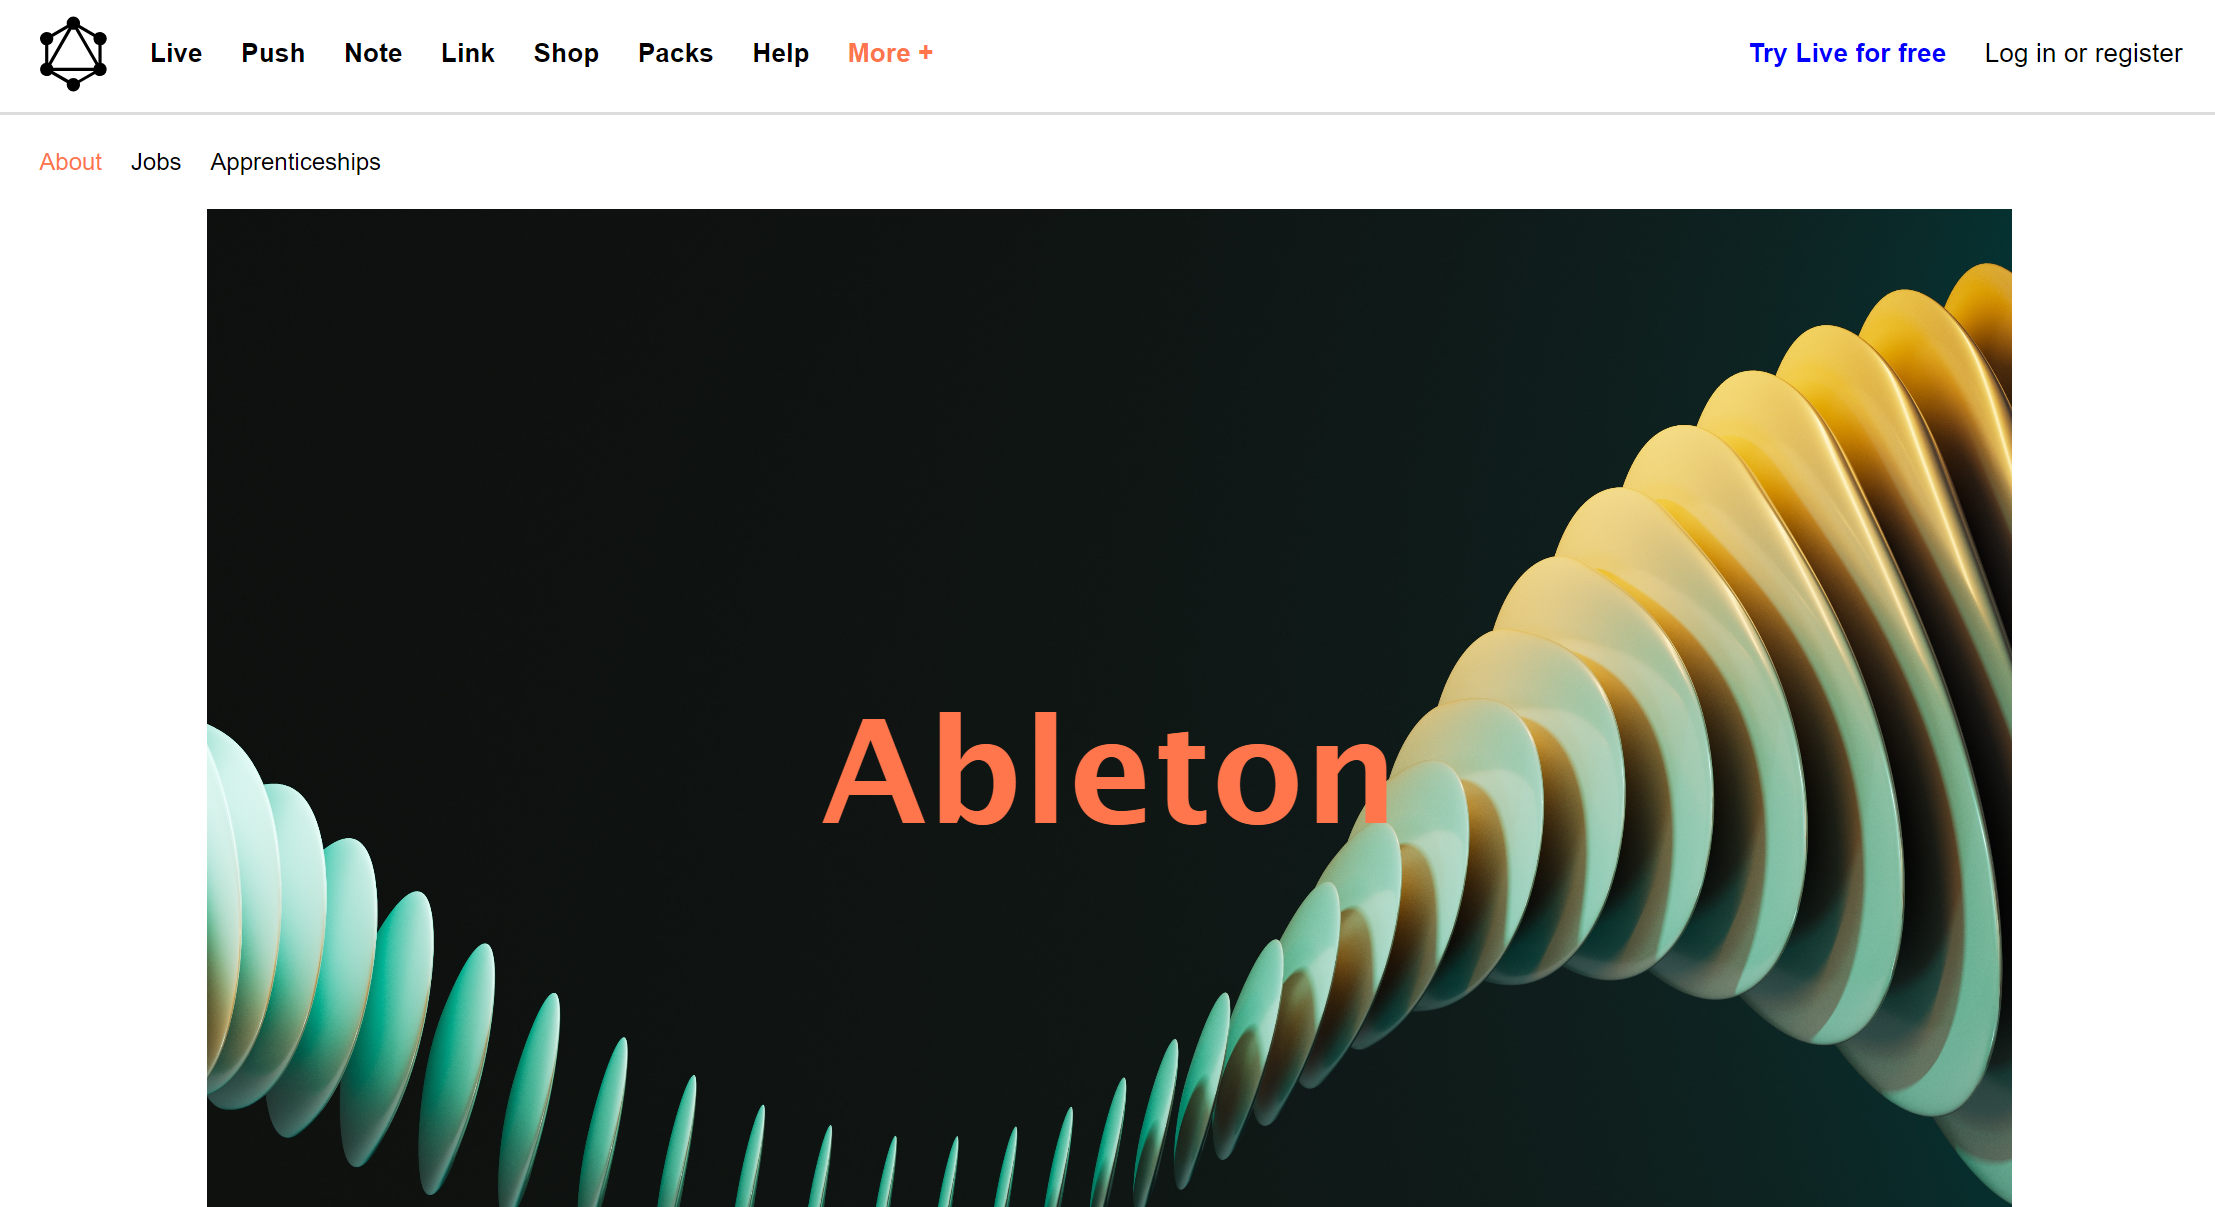 Live Push Note Link Shop Packs Help More + Try Live for free Log in or register
About Jobs Apprenticeships
Ableton